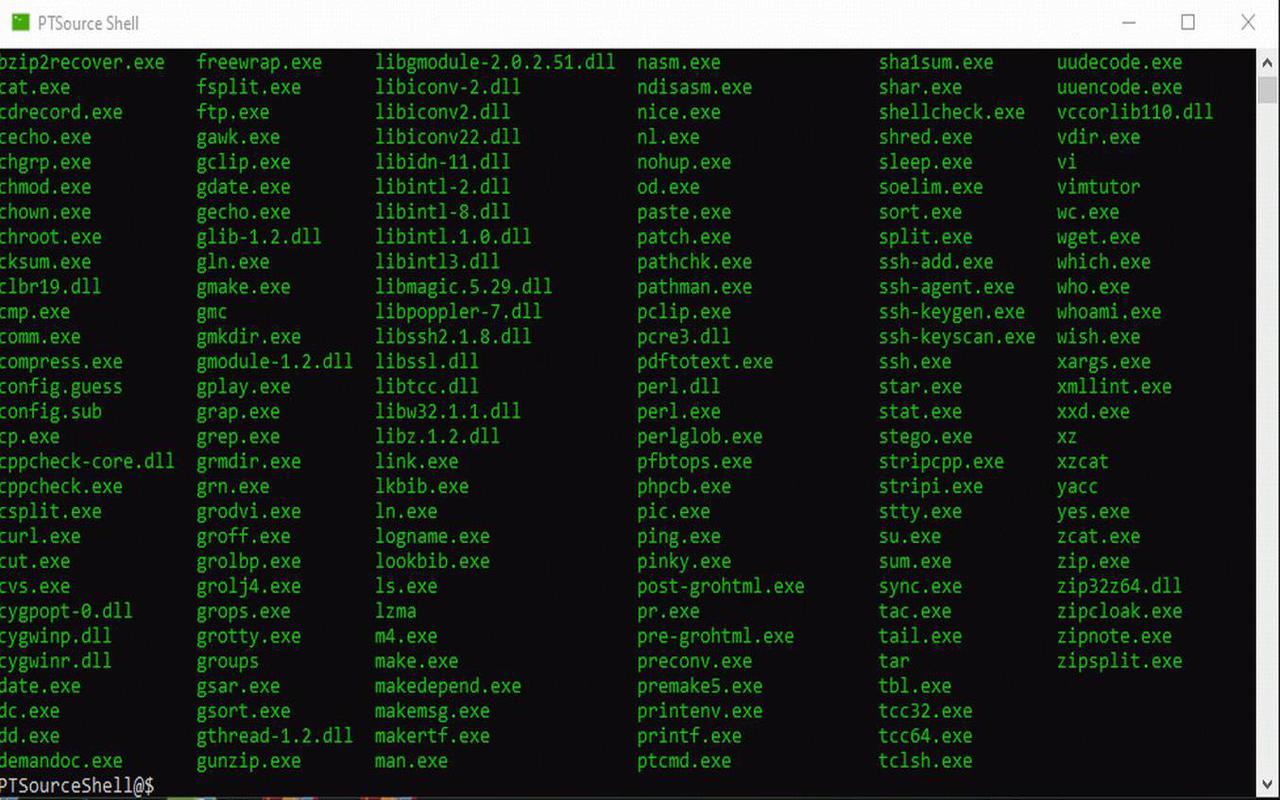 PTSource Shell
bzip2recover.exe freewrap.exe libgmodule-2.0.2.51.dll nasm.exe sha1sum.exe uudecode.exe
cat.exe fsplit.exe libiconv-2.dll ndisasm.exe shar.exe uuencode.exe
cdrecord.exe ftp.exe libiconv2.dll nice.exe shellcheck.exe vccorlib110.dll
cecho.exe gawk.exe libiconv22.dll nl.exe shred.exe vdir.exe
chgrp.exe gclip.exe libidn-11.dll nohup.exe sleep.exe vi
chmod.exe gdate.exe libintl-2.dll od.exe soelim.exe vimtutor
chown.exe gecho.exe libintl-8.dll paste.exe sort.exe wc.exe
chroot.exe glib-1.2.dll libintl.1.0.dll patch.exe split.exe wget.exe
cksum.exe gln.exe libintl3.dll pathchk.exe ssh-add.exe which.exe
clbr19.dll gmake.exe libmagic.5.29.dll pathman.exe ssh-agent.exe who.exe
cmp.exe gmc libpoppler-7.dll pclip.exe ssh-keygen.exe whoami.exe
comm.exe gmkdir.exe libssh2.1.8.dll pcre3.dll ssh-keyscan.exe wish.exe
compress.exe gmodule-1.2.dll libssl.dll pdftotext.exe ssh.exe xargs.exe
config.guess gplay.exe libtcc.dll perl.dll star.exe xmllint.exe
config.sub grap.exe libw32.1.1.dll perl.exe stat.exe xxd.exe
cp.exe grep.exe libz.1.2.dll perlglob.exe stego.exe xz
cppcheck-core.dll grmdir.exe link.exe pfbtops.exe stripcpp.exe xzcat
cppcheck.exe grn.exe lkbib.exe phpcb.exe stripi.exe yacc
csplit.exe grodvi.exe ln.exe pic.exe stty.exe yes.exe
curl.exe groff.exe logname.exe ping.exe su.exe zcat.exe
cut.exe grolbp.exe lookbib.exe pinky.exe sum.exe zip.exe
cvs.exe grolj4.exe ls.exe post-grohtml.exe sync.exe zip32z64.dll
cygpopt-0.dll grops.exe lzma pr.exe tac.exe zipcloak.exe
cygwinp.dll grotty.exe m4.exe pre-grohtml.exe tail.exe zipnote.exe
cygwinr.dll groups make.exe preconv.exe tar zipsplit.exe
date.exe gsar.exe makedepend.exe premake5.exe tbl.exe
dc.exe gsort.exe makemsg.exe printenv.exe tcc32.exe
dd.exe gthread-1.2.dll makertf.exe printf.exe tcc64.exe
demandoc.exe gunzip.exe man.exe ptcmd.exe tclsh.exe
PTSourceShell@$